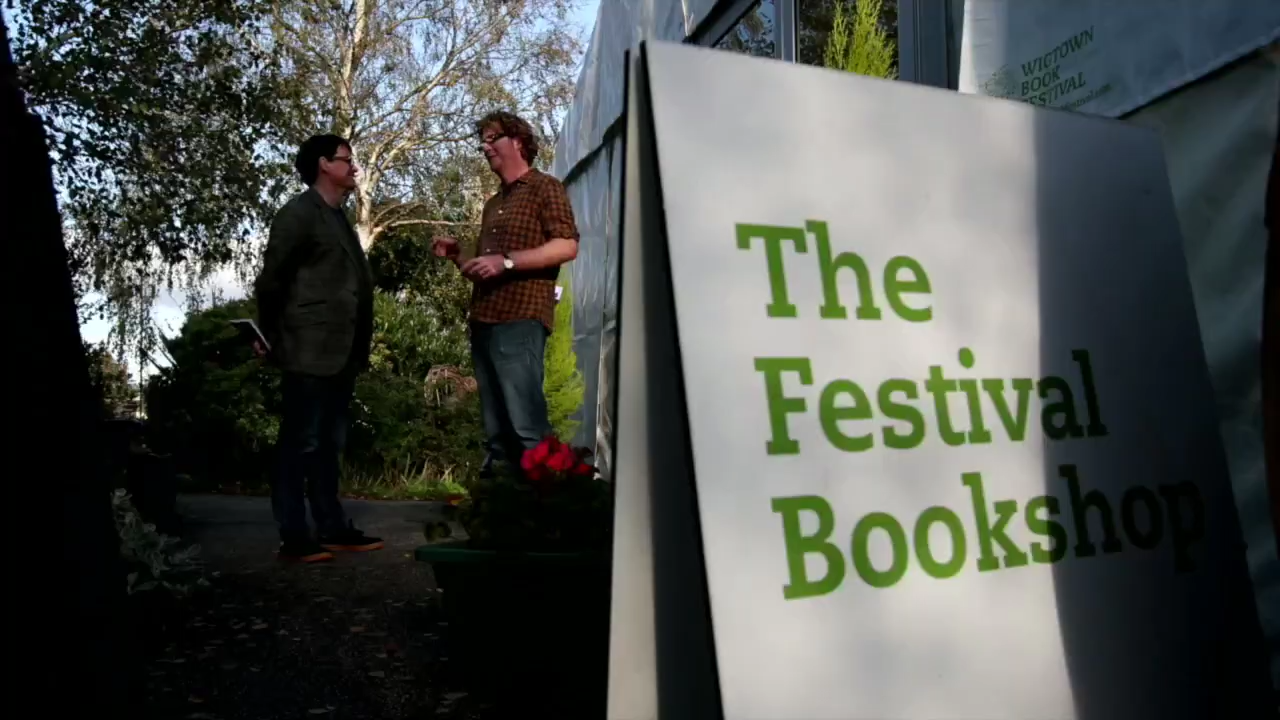 WIGTOWN
BOOK
FESTIVAL
The
Festival
Bookshop